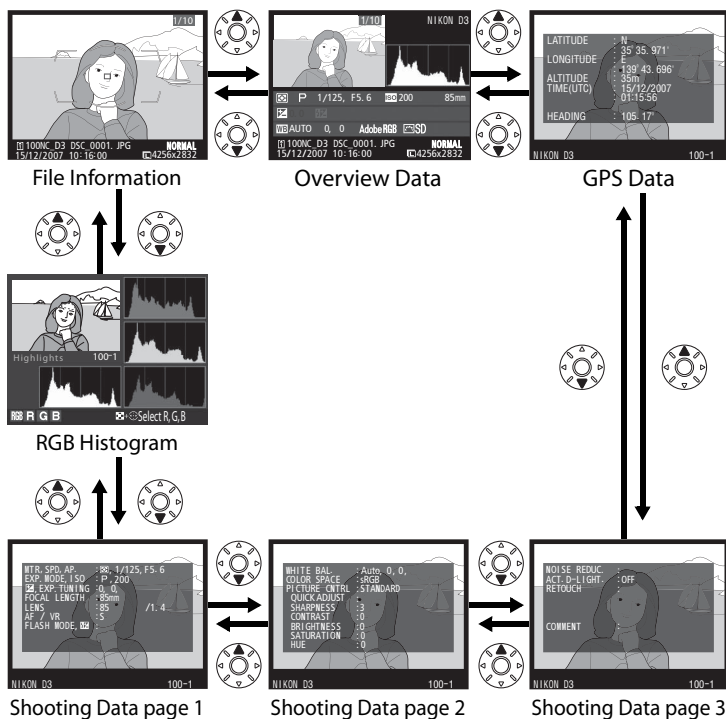 1/10
100NC_D3 DSC_0001. JPG NORMAL
15/12/2007 10: 16: 00 4256x2832
File Information
1/10 NIKON D3
P 1/125, F5. 6 ISO 200 85mm
WB AUTO 0, 0 Adobe RGB SD
100NC_D3 DSC_0001. JPG NORMAL
15/12/2007 10: 16: 00 4256x2832
Overview Data
LATITUDE : N
: 35˚ 35. 971'
LONGITUDE : E
: 139˚ 43. 696'
ALTITUDE : 35m
TIME(UTC) : 15/12/2007
: 01:15:56
HEADING : 105. 17˚
NIKON D3 100-1
GPS Data
Highlights 100-1
RGB R G B Select R, G, B
RGB Histogram
MTR, SPD, AP. : , 1/125, F5. 6
EXP. MODE, ISO : P , 200
, EXP. TUNING : 0, 0,
FOCAL LENGTH : 85mm
LENS : 85 /1. 4
AF / VR : S
FLASH MODE, :
NIKON D3 100-1
Shooting Data page 1
WHITE BAL. : Auto, 0, 0,
COLOR SPACE : sRGB
PICTURE CNTRL : STANDARD
QUICK ADJUST :
SHARPNESS : 3
CONTRAST : 0
BRIGHTNESS : 0
SATURATION : 0
HUE : 0
NIKON D3 100-1
Shooting Data page 2
NOISE REDUC. :
ACT. D-LIGHT. : OFF
RETOUCH :
COMMENT :
NIKON D3 100-1
Shooting Data page 3